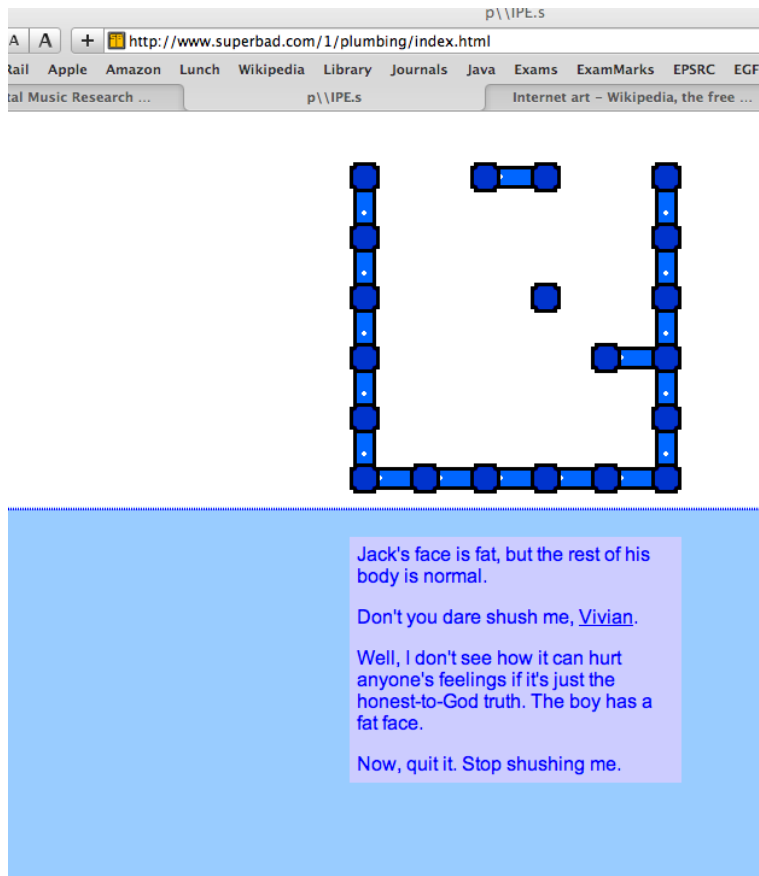 p\\IPE.s
A A + http://www.superbad.com/1/plumbing/index.html
Rail Apple Amazon Lunch Wikipedia Library Journals Java Exams ExamMarks EPSRC EGF
tal Music Research ... p\\IPE.s Internet art – Wikipedia, the free ...
Jack's face is fat, but the rest of his
body is normal.
Don't you dare shush me, Vivian.
Well, I don't see how it can hurt
anyone's feelings if it's just the
honest-to-God truth. The boy has a
fat face.
Now, quit it. Stop shushing me.